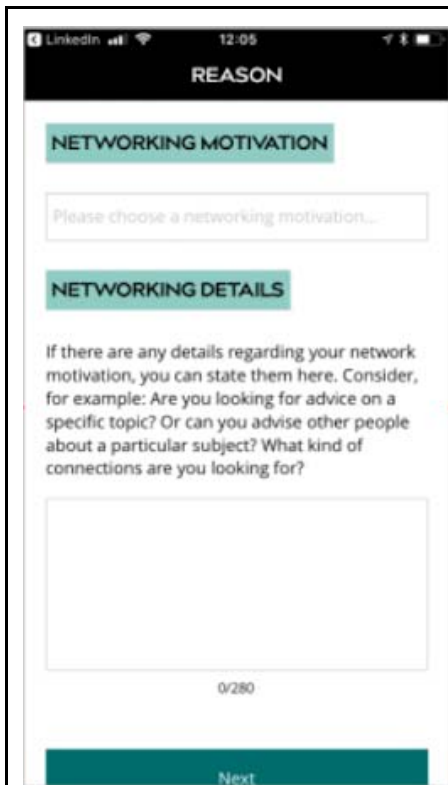 LinkedIn 12:05
REASON
NETWORKING MOTIVATION
Please choose a networking motivation...
NETWORKING DETAILS
If there are any details regarding your network
motivation, you can state them here. Consider,
for example: Are you looking for advice on a
specific topic? Or can you advise other people
about a particular subject? What kind of
connections are you looking for?
0/280
Next